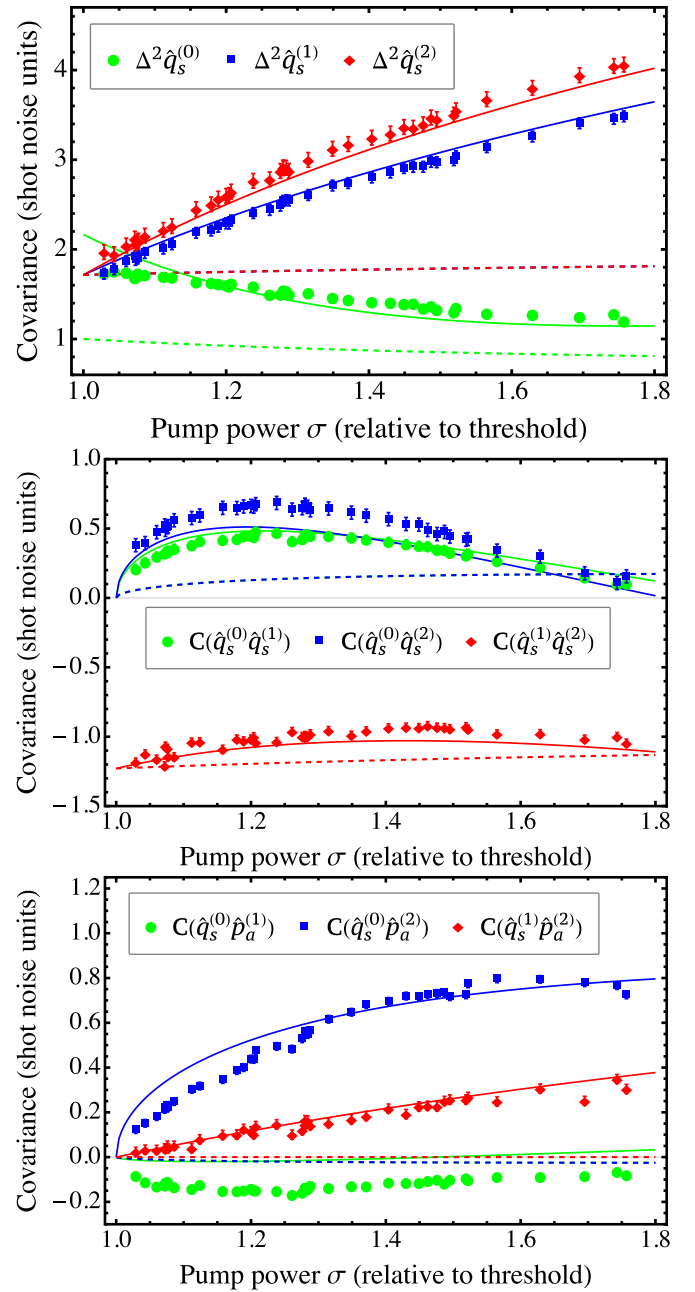 Δ²q̂ₛ⁽⁰⁾ Δ²q̂ₛ⁽¹⁾ Δ²q̂ₛ⁽²⁾
Covariance (shot noise units)
4
3
2
1
1.0 1.2 1.4 1.6 1.8
Pump power σ (relative to threshold)
1.0
0.5
0.0
C(q̂ₛ⁽⁰⁾q̂ₛ⁽¹⁾) C(q̂ₛ⁽⁰⁾q̂ₛ⁽²⁾) C(q̂ₛ⁽¹⁾q̂ₛ⁽²⁾)
Covariance (shot noise units)
−0.5
−1.0
−1.5
1.0 1.2 1.4 1.6 1.8
Pump power σ (relative to threshold)
1.2
C(q̂ₛ⁽⁰⁾p̂ₐ⁽¹⁾) C(q̂ₛ⁽⁰⁾p̂ₐ⁽²⁾) C(q̂ₛ⁽¹⁾p̂ₐ⁽²⁾)
1.0
Covariance (shot noise units)
0.8
0.6
0.4
0.2
0.0
−0.2
1.0 1.2 1.4 1.6 1.8
Pump power σ (relative to threshold)